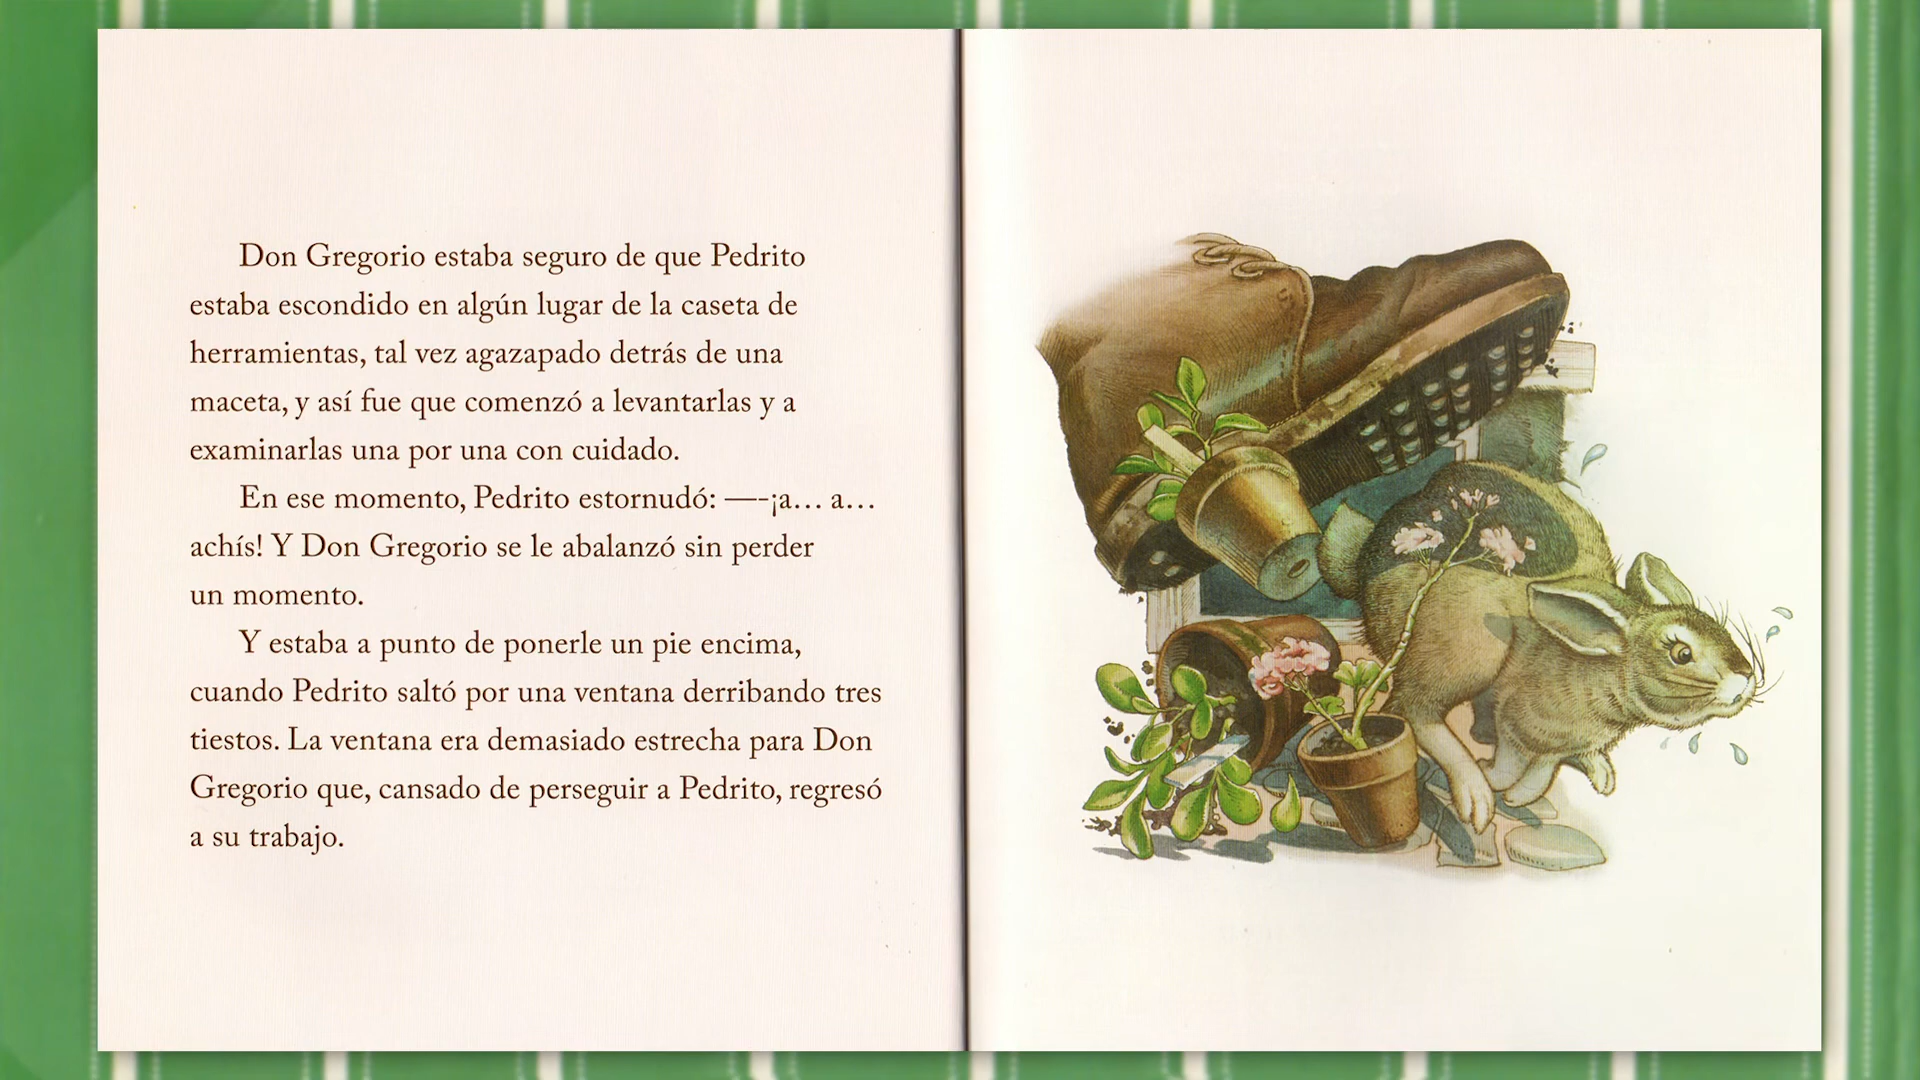 Don Gregorio estaba seguro de que Pedrito
estaba escondido en algún lugar de la caseta de
herramientas, tal vez agazapado detrás de una
maceta, y así fue que comenzó a levantarlas y a
examinarlas una por una con cuidado.
En ese momento, Pedrito estornudó: —-¡a… a…
achís! Y Don Gregorio se le abalanzó sin perder
un momento.
Y estaba a punto de ponerle un pie encima,
cuando Pedrito saltó por una ventana derribando tres
tiestos. La ventana era demasiado estrecha para Don
Gregorio que, cansado de perseguir a Pedrito, regresó
a su trabajo.